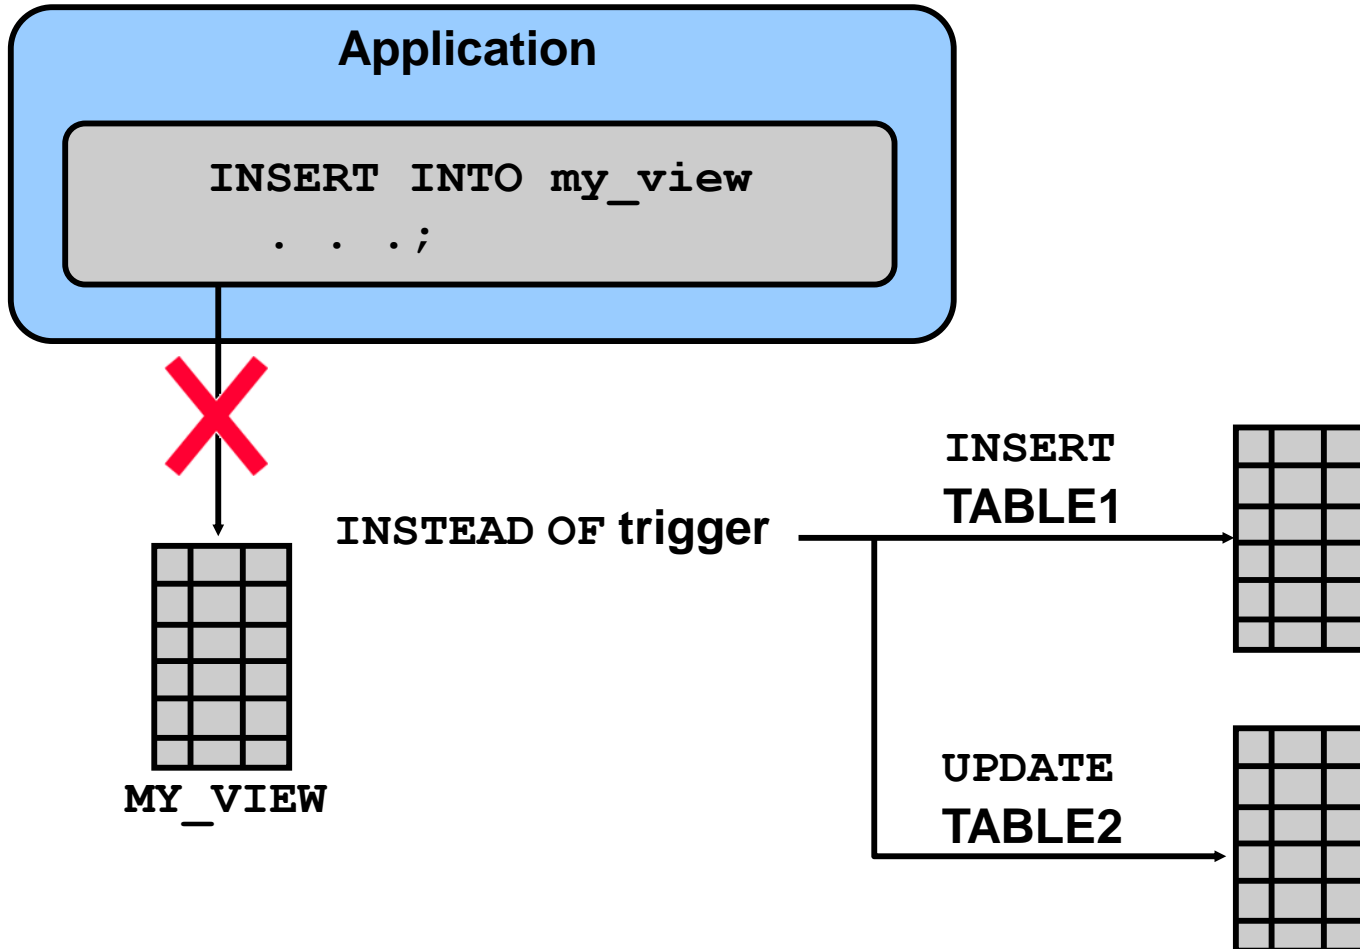 Application
INSERT INTO my_view
. . .;
INSTEAD OF trigger
INSERT
TABLE1
UPDATE
TABLE2
MY_VIEW